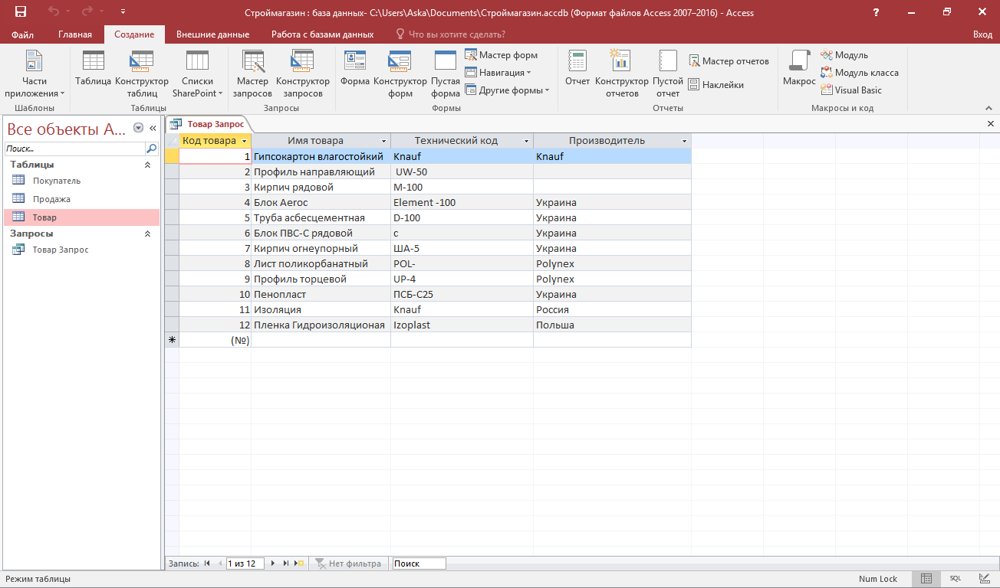 Строймагазин : база данных- C:\Users\Aska\Documents\Строймагазин.accdb (Формат файлов Access 2007–2016) - Access
?
Файл Главная Создание Внешние данные Работа с базами данных Что вы хотите сделать? Вход
Части приложения
Таблица
Конструктор таблиц
Списки SharePoint
Мастер запросов
Конструктор запросов
Форма
Конструктор форм
Пустая форма
Мастер форм
Навигация
Другие формы
Отчет
Конструктор отчетов
Пустой отчет
Мастер отчетов
Наклейки
Макрос
Модуль
Модуль класса
Visual Basic
Шаблоны Таблицы Запросы Формы Отчеты Макросы и код
Все объекты A...
Поиск...
Таблицы
Покупатель
Продажа
Товар
Запросы
Товар Запрос
Товар Запрос
Код товара Имя товара Технический код Производитель
1 Гипсокартон влагостойкий Knauf Knauf
2 Профиль направляющий UW-50
3 Кирпич рядовой М-100
4 Блок Aeroc Element -100 Украина
5 Труба асбесцементная D-100 Украина
6 Блок ПВС-С рядовой с Украина
7 Кирпич огнеупорный ША-5 Украина
8 Лист поликорбанатный POL- Polynex
9 Профиль торцевой UP-4 Polynex
10 Пенопласт ПСБ-С25 Украина
11 Изоляция Knauf Россия
12 Пленка Гидроизоляционая Izoplast Польша
(№)
Запись: 1 из 12 Нет фильтра Поиск
Режим таблицы Num Lock SQL